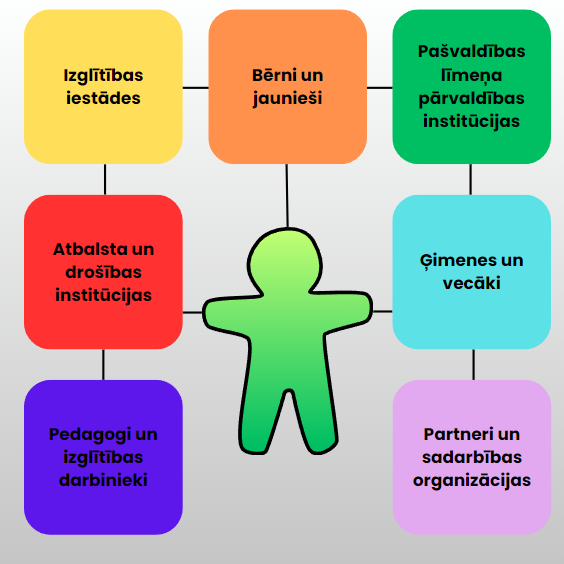 Izglītības
iestādes
Bērni un
jaunieši
Pašvaldības
līmeņa
pārvaldības
institūcijas
Atbalsta un
drošības
institūcijas
Ģimenes un
vecāki
Pedagogi un
izglītības
darbinieki
Partneri un
sadarbības
organizācijas